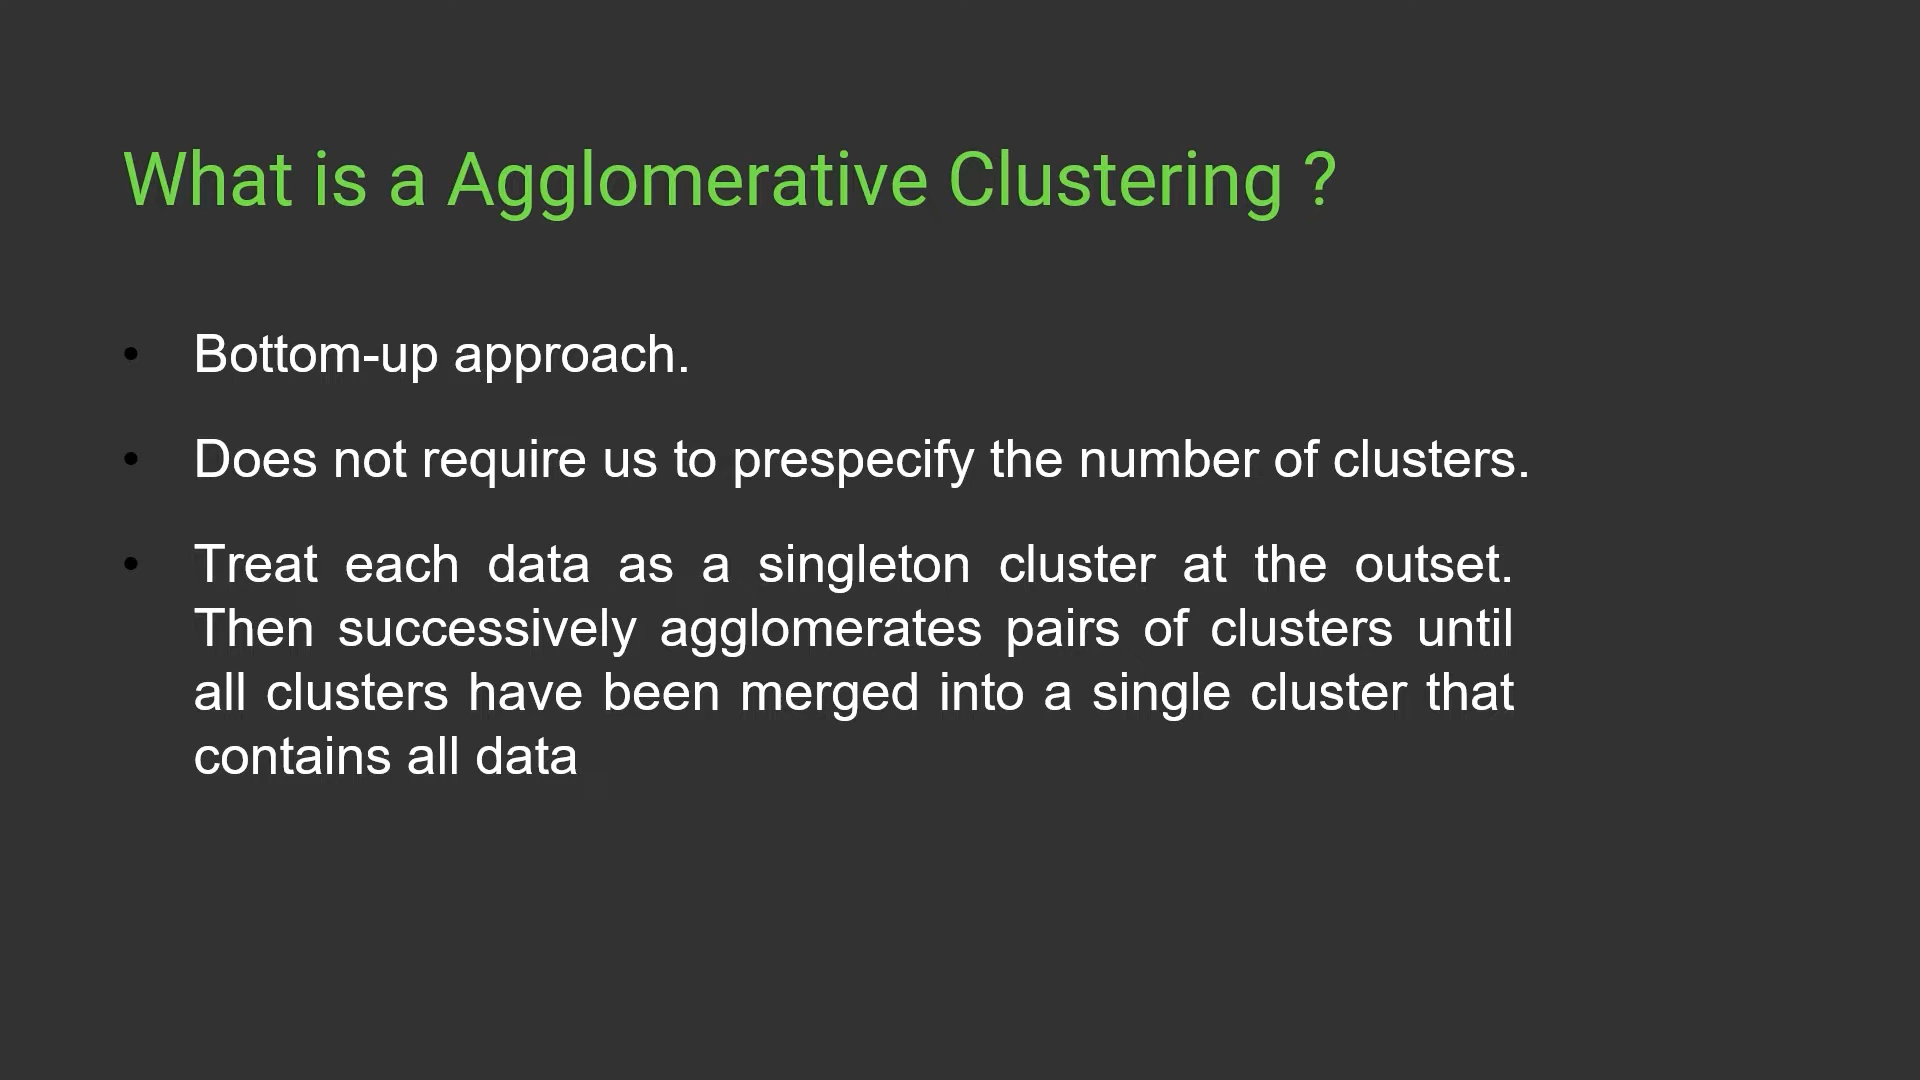 What is a Agglomerative Clustering ?
• Bottom-up approach.
• Does not require us to prespecify the number of clusters.
• Treat each data as a singleton cluster at the outset.
Then successively agglomerates pairs of clusters until
all clusters have been merged into a single cluster that
contains all data